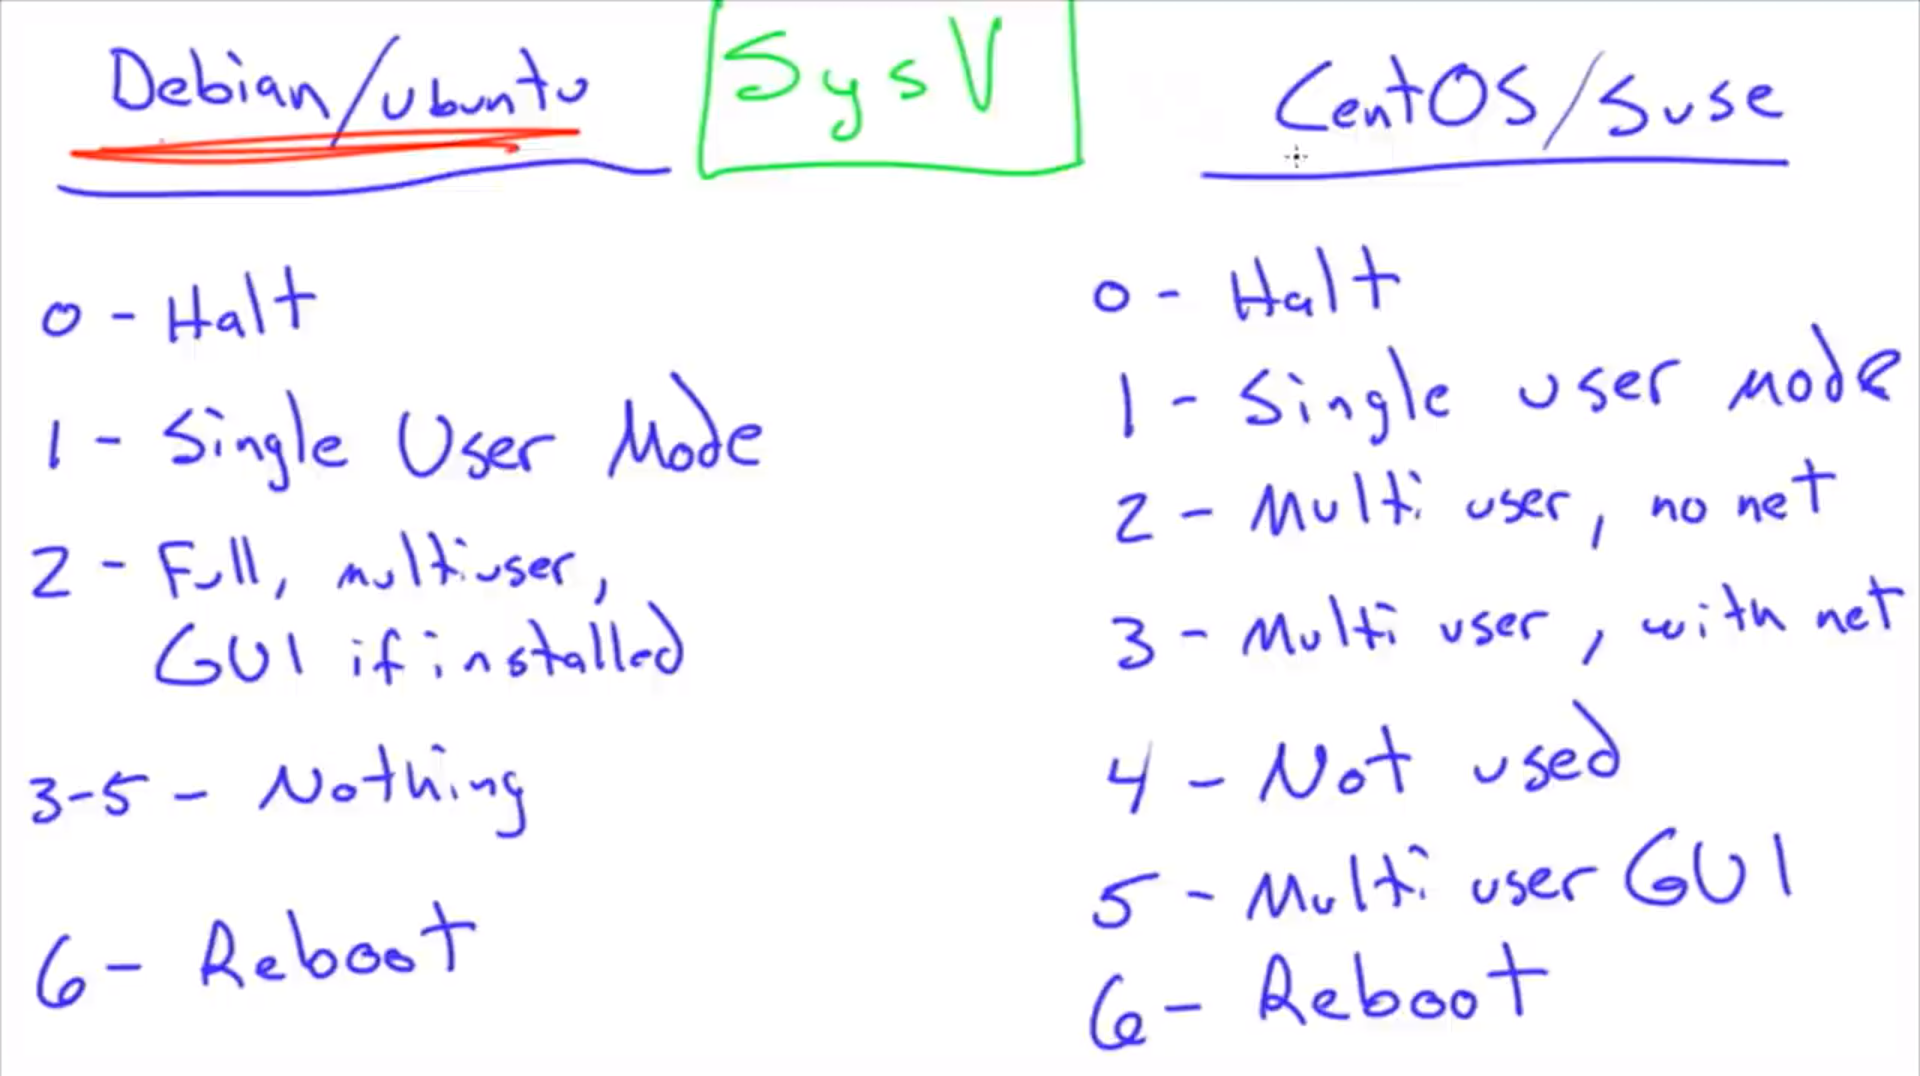 Debian/Ubuntu
SysV
CentOS/Suse
0 - Halt
1 - Single User Mode
2 - Full, multiuser,
GUI if installed
3-5 - Nothing
6 - Reboot
0 - Halt
1 - Single user mode
2 - Multi user, no net
3 - Multi user, with net
4 - Not used
5 - Multi user GUI
6 - Reboot